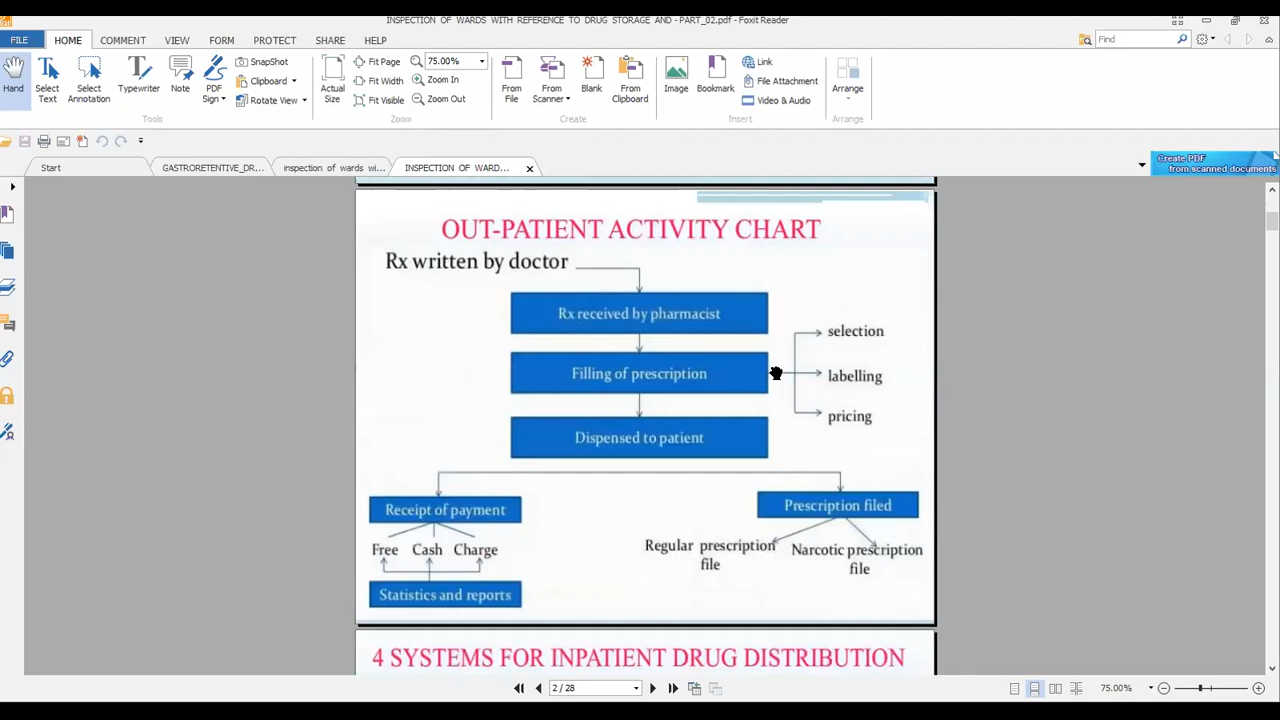 INSPECTION OF WARDS WITH REFERENCE TO DRUG STORAGE AND - PART_02.pdf - Foxit Reader
FILE HOME COMMENT VIEW FORM PROTECT SHARE HELP Find
Hand
Select Text
Select Annotation
Typewriter
Note
PDF Sign
SnapShot
Clipboard
Rotate View
Tools
Actual Size
Fit Page
Fit Width
Fit Visible
75.00%
Zoom In
Zoom Out
Zoom
From File
From Scanner
Blank
From Clipboard
Create
Image
Bookmark
Link
File Attachment
Video & Audio
Insert
Arrange
Arrange
Start GASTRORETENTIVE_DR... inspection of wards wi... INSPECTION OF WARD...
Create PDF
from scanned documents
OUT-PATIENT ACTIVITY CHART
Rx written by doctor
Rx received by pharmacist
Filling of prescription
selection
labelling
pricing
Dispensed to patient
Receipt of payment
Free Cash Charge
Statistics and reports
Prescription filed
Regular prescription
file
Narcotic prescription
file
4 SYSTEMS FOR INPATIENT DRUG DISTRIBUTION
2 / 28
75.00%